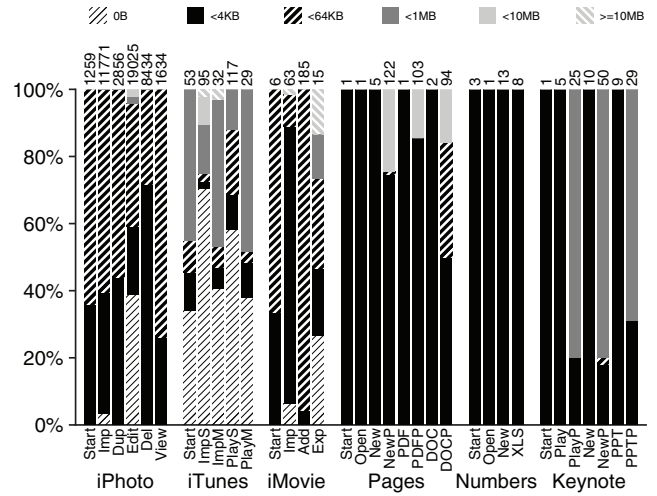 0B <4KB <64KB <1MB <10MB >=10MB
1259 11771 2856 19025 8434 1634 53 95 32 117 29 6 63 185 15 1 1 5 122 1 103 2 94 3 1 13 8 1 5 25 10 50 9 29
100%
80%
60%
40%
20%
0%
Start Imp Dup Edit Del View Start ImpS ImpM PlayS PlayM Start Imp Add Exp Start Open New NewP PDF PDFP DOC DOCP Start Open New XLS Start Play PlayP New NewP PPT PPTP
iPhoto iTunes iMovie Pages Numbers Keynote